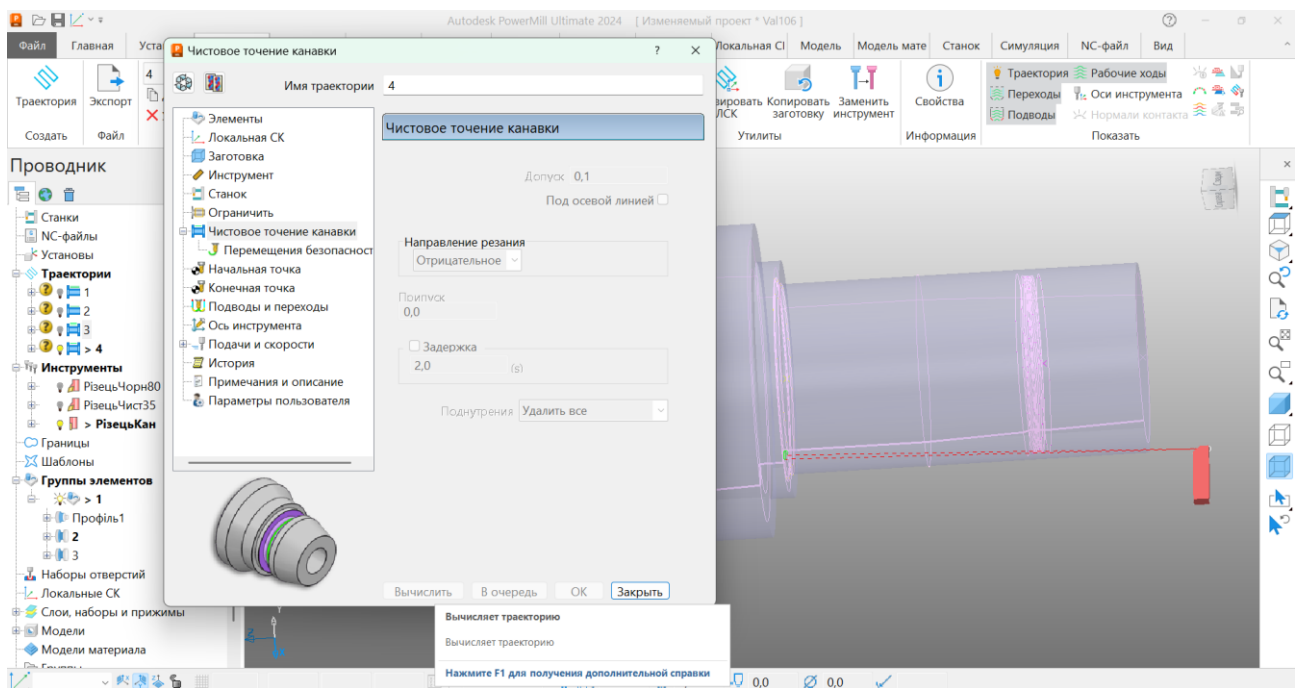 Autodesk PowerMill Ultimate 2024 [ Изменяемый проект * Val106 ]
Файл Главная Уста Локальная СІ Модель Модель мате Станок Симуляция NC-файл Вид
Траектория Экспорт 4
Создать Файл
ировать Копировать Заменить
ЛСК заготовку инструмент
Утилиты
Свойства
Информация
Траектория Рабочие ходы
Переходы Оси инструмента
Подводы Нормали контакта
Показать
Чистовое точение канавки ? ×
Имя траектории 4
Элементы
Локальная СК
Заготовка
Инструмент
Станок
Ограничить
Чистовое точение канавки
Перемещения безопасност
Начальная точка
Конечная точка
Подводы и переходы
Ось инструмента
Подачи и скорости
История
Примечания и описание
Параметры пользователя
Чистовое точение канавки
Допуск 0,1
Под осевой линией
Направление резания
Отрицательное
Припуск
0,0
Задержка
2,0 (s)
Поднутрения Удалить все
Вычислить В очередь ОК Закрыть
Вычисляет траекторию
Вычисляет траекторию
Нажмите F1 для получения дополнительной справки
Проводник
Станки
NC-файлы
Установы
Траектории
1
2
3
> 4
Инструменты
РізецьЧорн80
РізецьЧист35
> РізецьКан
Границы
Шаблоны
Группы элементов
> 1
Профіль1
2
3
Наборы отверстий
Локальные СК
Слои, наборы и прижимы
Модели
Модели материала
0,0 0,0